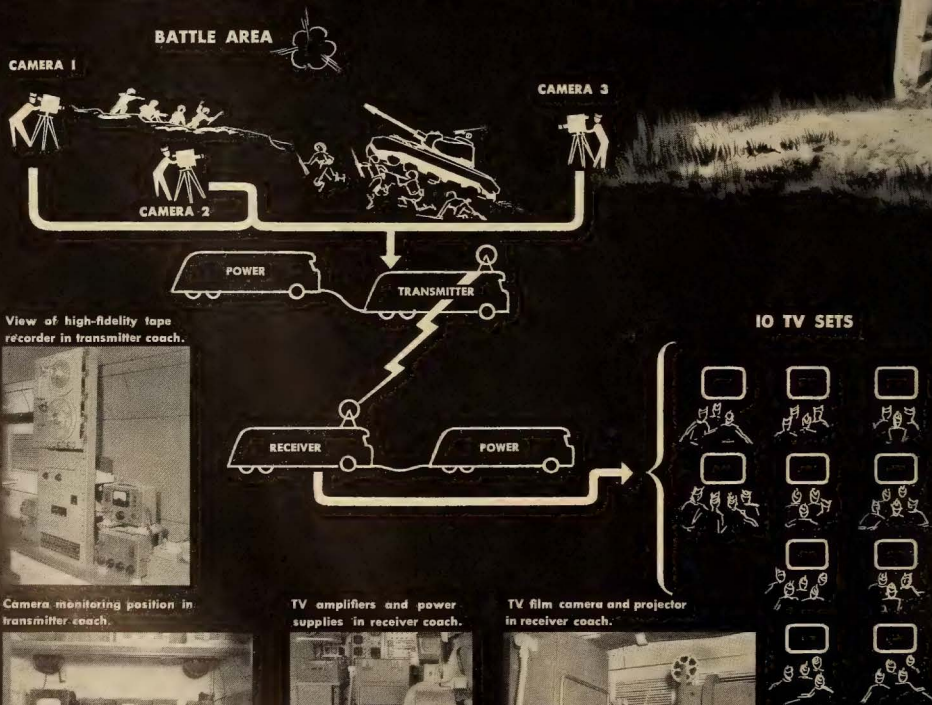 BATTLE AREA
CAMERA 1
CAMERA 3
CAMERA 2
POWER
TRANSMITTER
View of high-fidelity tape
recorder in transmitter coach.
10 TV SETS
RECEIVER
POWER
Camera monitoring position in
transmitter coach.
TV amplifiers and power
supplies in receiver coach.
TV film camera and projector
in receiver coach.